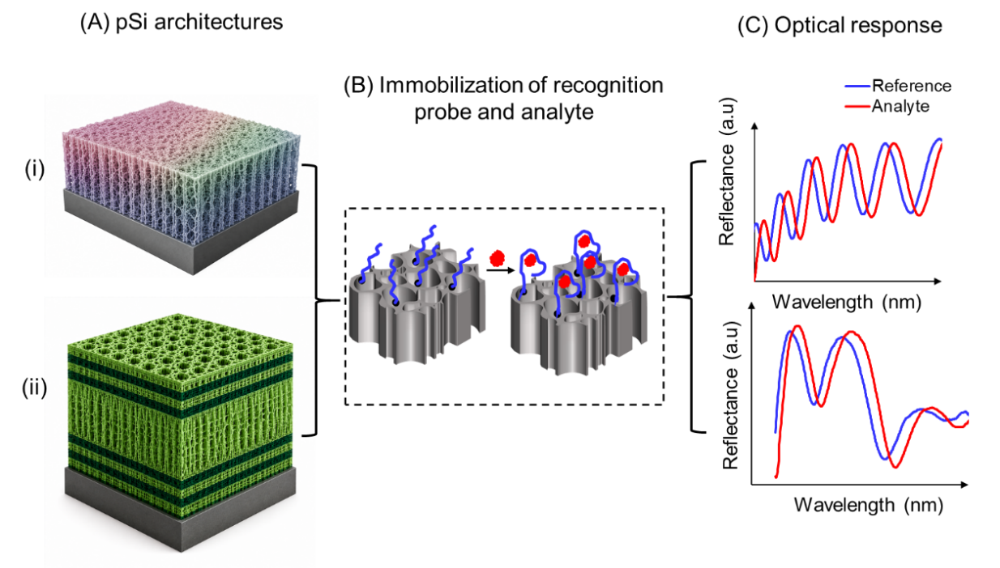 (A) pSi architectures
(i)
(ii)
(B) Immobilization of recognition
probe and analyte
(C) Optical response
Reference
Analyte
Reflectance (a.u)
Wavelength (nm)
Reflectance (a.u)
Wavelength (nm)